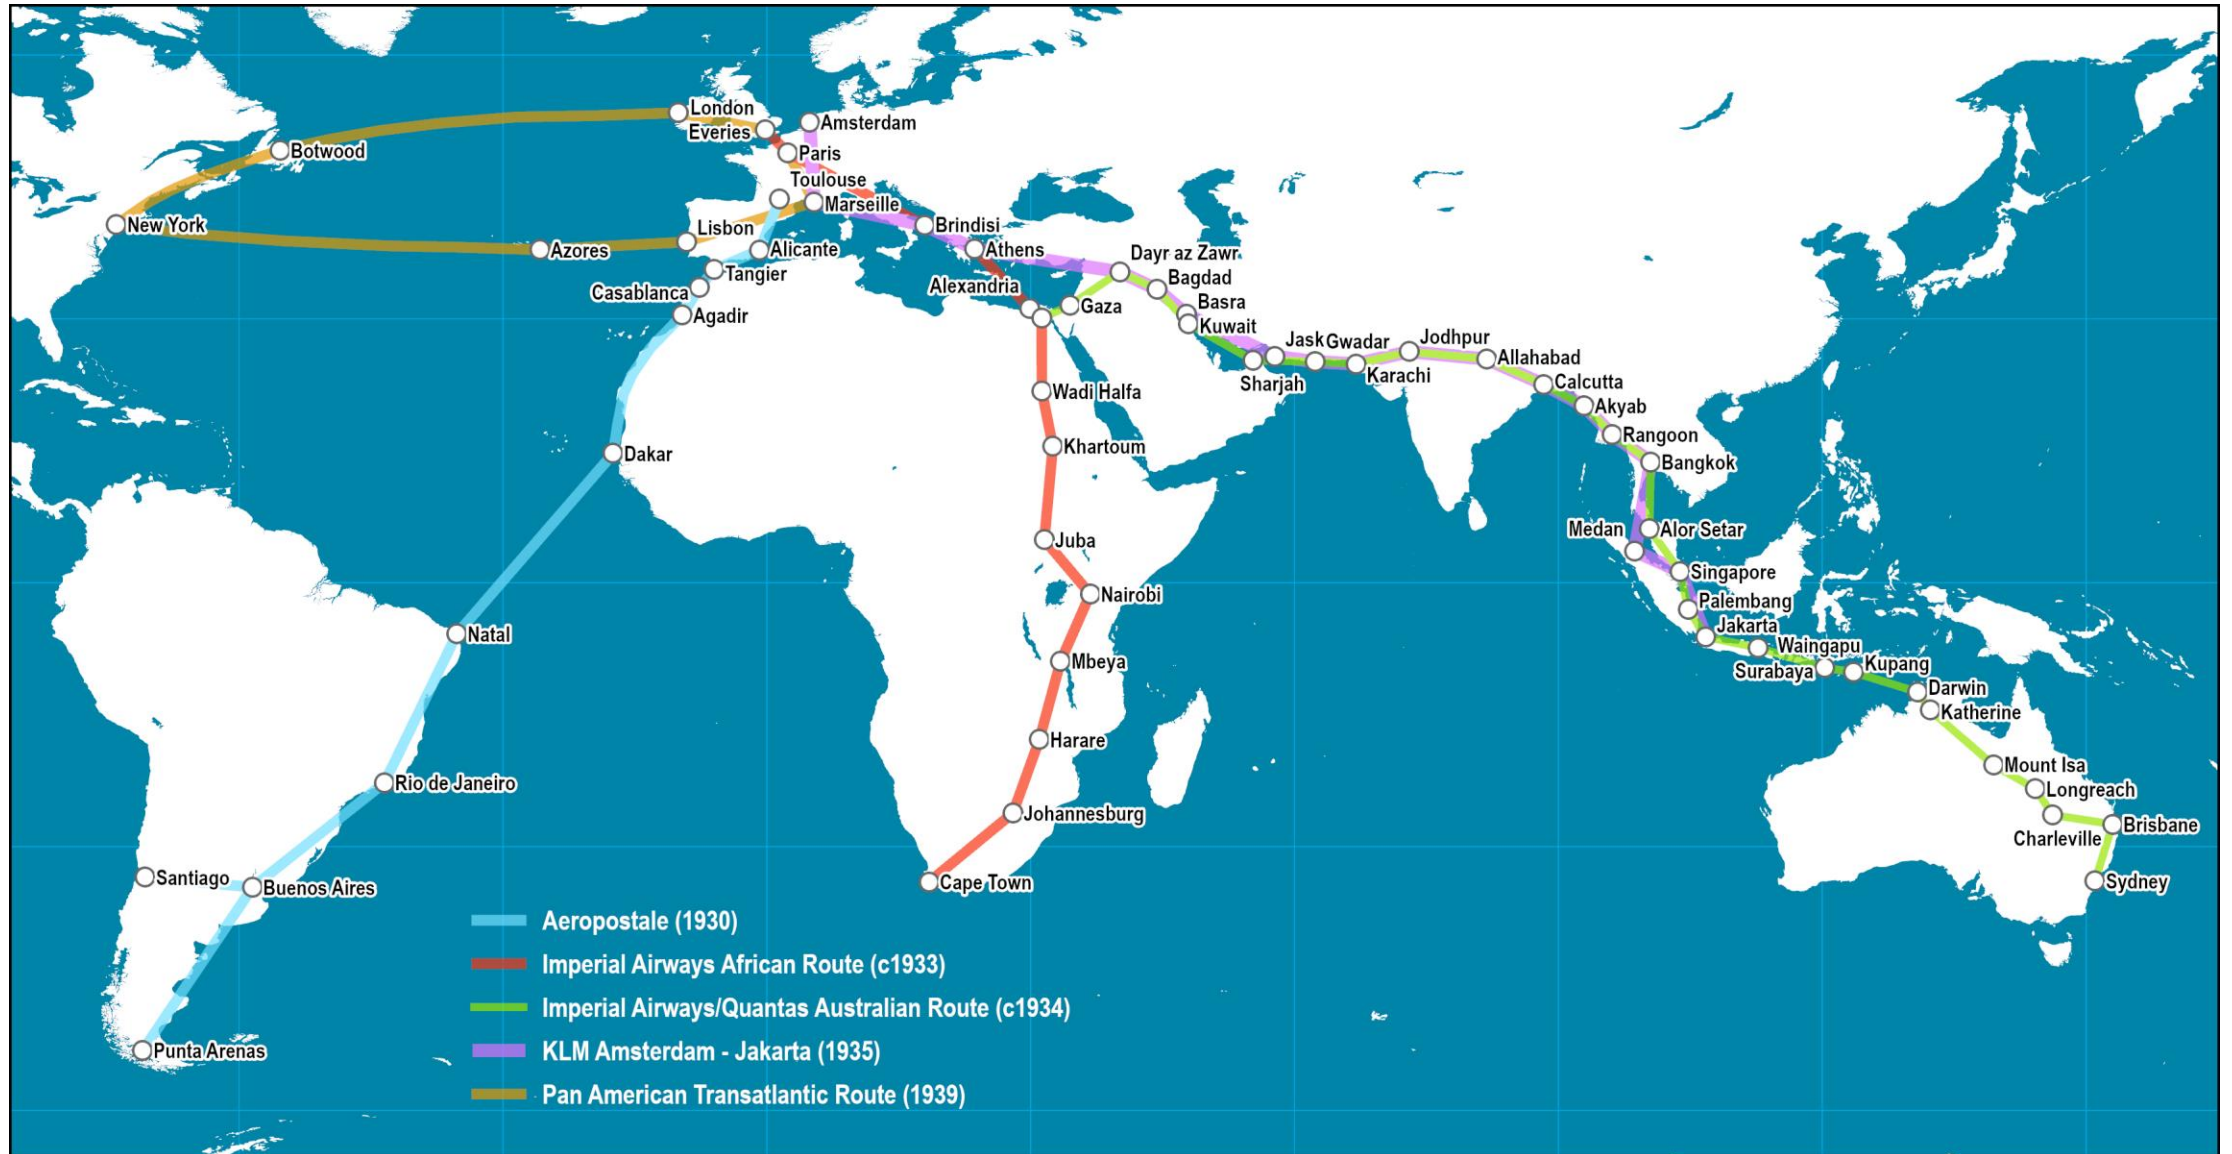 London
Everies
Amsterdam
Botwood
Paris
Toulouse
Marseille
New York
Lisbon
Brindisi
Azores
Alicante
Athens
Dayr az Zawr
Tangier
Bagdad
Casablanca
Alexandria
Basra
Gaza
Agadir
Kuwait
Jask
Gwadar
Jodhpur
Allahabad
Sharjah
Karachi
Calcutta
Wadi Halfa
Akyab
Rangoon
Khartoum
Dakar
Bangkok
Medan
Alor Setar
Juba
Singapore
Nairobi
Palembang
Natal
Jakarta
Waingapu
Mbeya
Surabaya
Kupang
Darwin
Katherine
Harare
Mount Isa
Rio de Janeiro
Longreach
Johannesburg
Brisbane
Charleville
Santiago
Buenos Aires
Cape Town
Sydney
Aeropostale (1930)
Imperial Airways African Route (c1933)
Imperial Airways/Quantas Australian Route (c1934)
KLM Amsterdam - Jakarta (1935)
Punta Arenas
Pan American Transatlantic Route (1939)